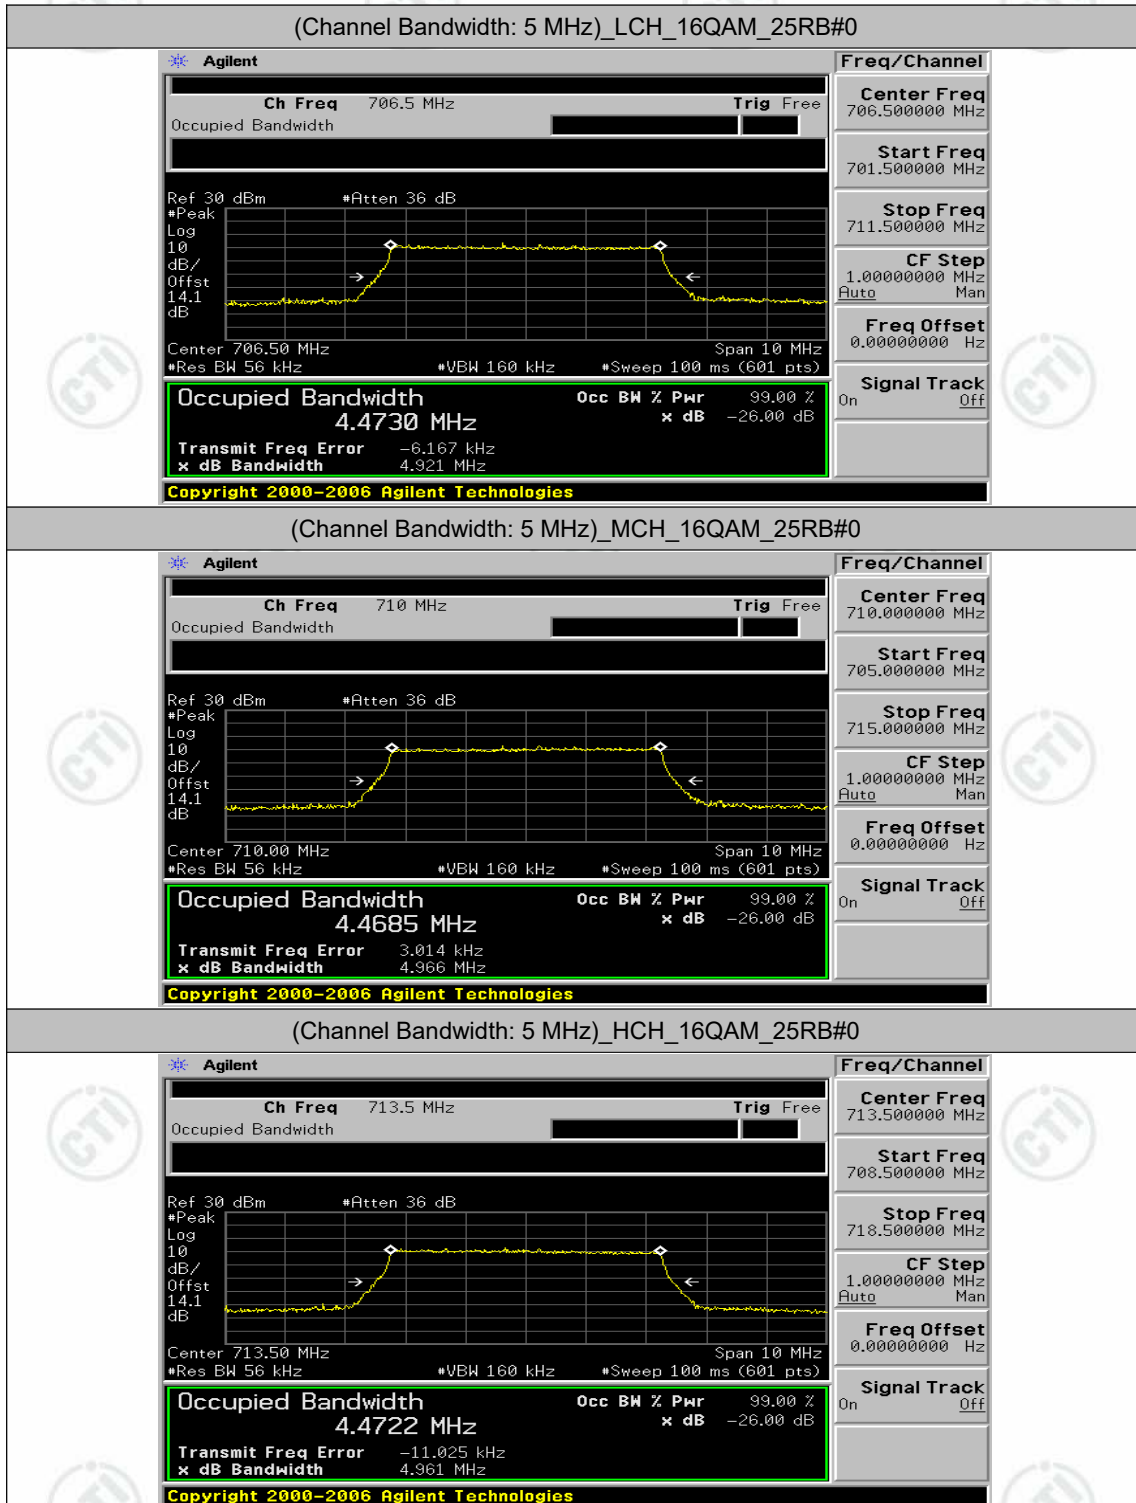 (Channel Bandwidth: 5 MHz)_LCH_16QAM_25RB#0
Agilent
Freq/Channel
Ch Freq 706.5 MHz Trig Free
Occupied Bandwidth
Center Freq
706.500000 MHz
Start Freq
701.500000 MHz
Stop Freq
711.500000 MHz
CF Step
1.00000000 MHz
Auto Man
Freq Offset
0.00000000 Hz
Signal Track
On Off
Ref 30 dBm #Atten 36 dB
#Peak
Log
10
dB/
Offst
14.1
dB
Center 706.50 MHz Span 10 MHz
#Res BW 56 kHz #VBW 160 kHz #Sweep 100 ms (601 pts)
Occupied Bandwidth Occ BW % Pwr 99.00 %
4.4730 MHz x dB -26.00 dB
Transmit Freq Error -6.167 kHz
x dB Bandwidth 4.921 MHz
Copyright 2000-2006 Agilent Technologies
(Channel Bandwidth: 5 MHz)_MCH_16QAM_25RB#0
Agilent
Freq/Channel
Ch Freq 710 MHz Trig Free
Occupied Bandwidth
Center Freq
710.000000 MHz
Start Freq
705.000000 MHz
Stop Freq
715.000000 MHz
CF Step
1.00000000 MHz
Auto Man
Freq Offset
0.00000000 Hz
Signal Track
On Off
Ref 30 dBm #Atten 36 dB
#Peak
Log
10
dB/
Offst
14.1
dB
Center 710.00 MHz Span 10 MHz
#Res BW 56 kHz #VBW 160 kHz #Sweep 100 ms (601 pts)
Occupied Bandwidth Occ BW % Pwr 99.00 %
4.4685 MHz x dB -26.00 dB
Transmit Freq Error 3.014 kHz
x dB Bandwidth 4.966 MHz
Copyright 2000-2006 Agilent Technologies
(Channel Bandwidth: 5 MHz)_HCH_16QAM_25RB#0
Agilent
Freq/Channel
Ch Freq 713.5 MHz Trig Free
Occupied Bandwidth
Center Freq
713.500000 MHz
Start Freq
708.500000 MHz
Stop Freq
718.500000 MHz
CF Step
1.00000000 MHz
Auto Man
Freq Offset
0.00000000 Hz
Signal Track
On Off
Ref 30 dBm #Atten 36 dB
#Peak
Log
10
dB/
Offst
14.1
dB
Center 713.50 MHz Span 10 MHz
#Res BW 56 kHz #VBW 160 kHz #Sweep 100 ms (601 pts)
Occupied Bandwidth Occ BW % Pwr 99.00 %
4.4722 MHz x dB -26.00 dB
Transmit Freq Error -11.025 kHz
x dB Bandwidth 4.961 MHz
Copyright 2000-2006 Agilent Technologies
CTI
CTI
CTI
CTI
CTI
CTI